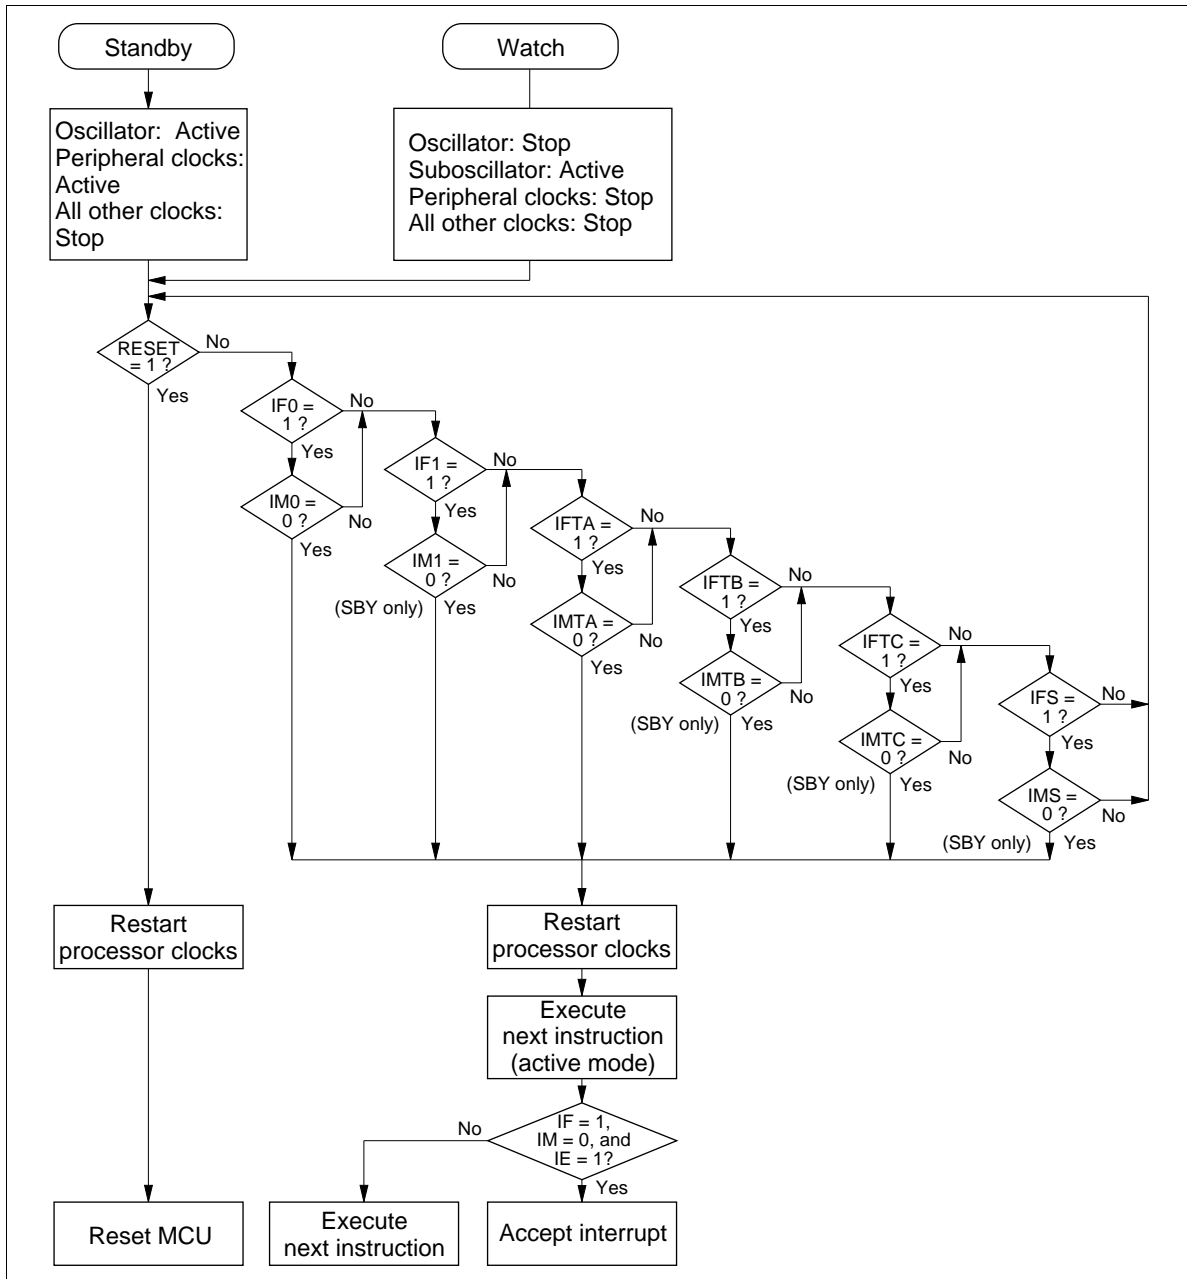 Standby
Watch
Oscillator: Active
Peripheral clocks:
Active
All other clocks:
Stop
Oscillator: Stop
Suboscillator: Active
Peripheral clocks: Stop
All other clocks: Stop
RESET
= 1 ?
No
Yes
IF0 =
1 ?
No
Yes
IM0 =
0 ?
No
Yes
IF1 =
1 ?
No
Yes
IM1 =
0 ?
No
(SBY only)
Yes
IFTA =
1 ?
No
Yes
IMTA =
0 ?
No
Yes
IFTB =
1 ?
No
Yes
IMTB =
0 ?
No
(SBY only)
Yes
IFTC =
1 ?
No
Yes
IMTC =
0 ?
No
(SBY only)
Yes
IFS =
1 ?
No
Yes
IMS =
0 ?
No
(SBY only)
Yes
Restart
processor clocks
Restart
processor clocks
Execute
next instruction
(active mode)
IF = 1,
IM = 0, and
IE = 1?
No
Yes
Reset MCU
Execute
next instruction
Accept interrupt